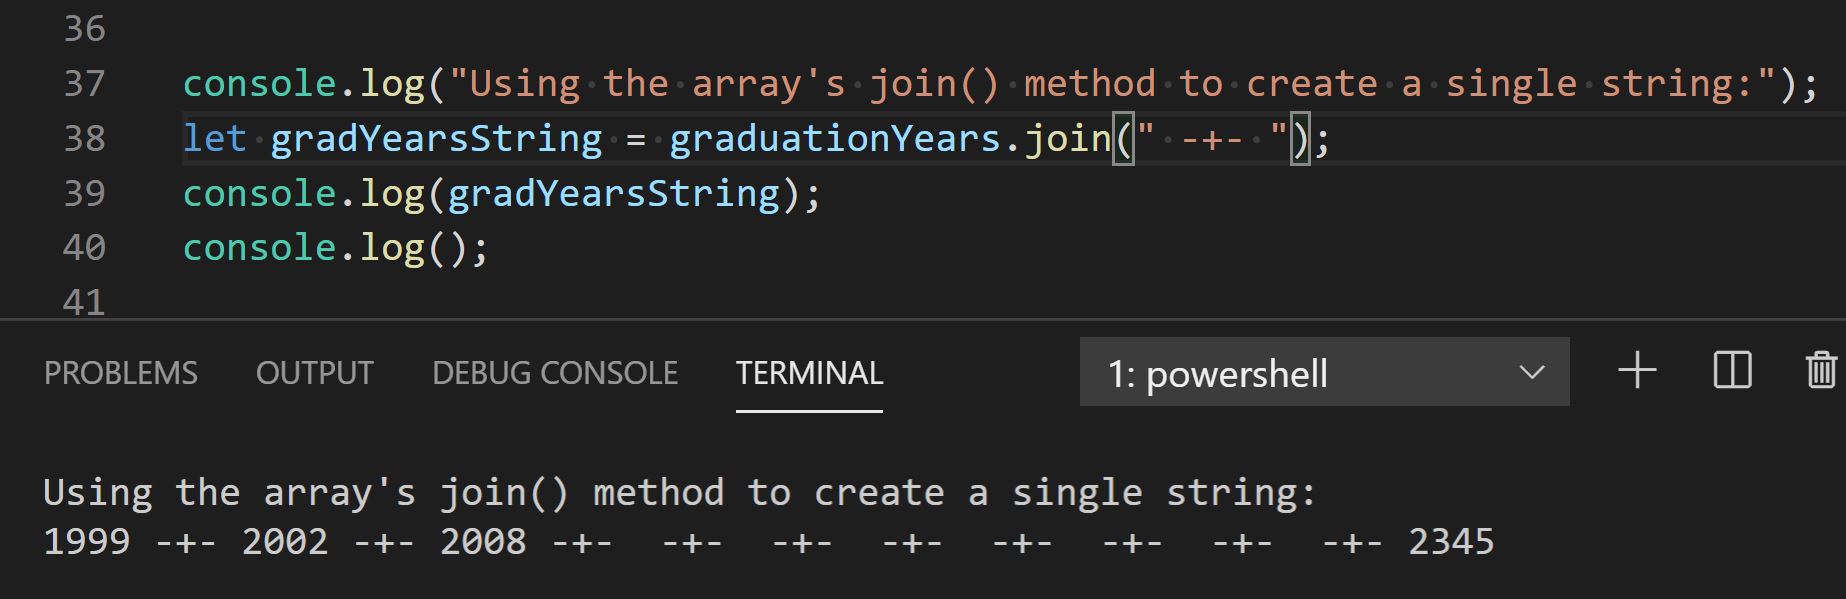 36
37 console.log("Using the array's join() method to create a single string:");
38 let gradYearsString = graduationYears.join(" -+- ");
39 console.log(gradYearsString);
40 console.log();
41
PROBLEMS OUTPUT DEBUG CONSOLE TERMINAL 1: powershell
Using the array's join() method to create a single string:
1999 -+- 2002 -+- 2008 -+-  -+-  -+-  -+-  -+-  -+-  -+-  -+- 2345